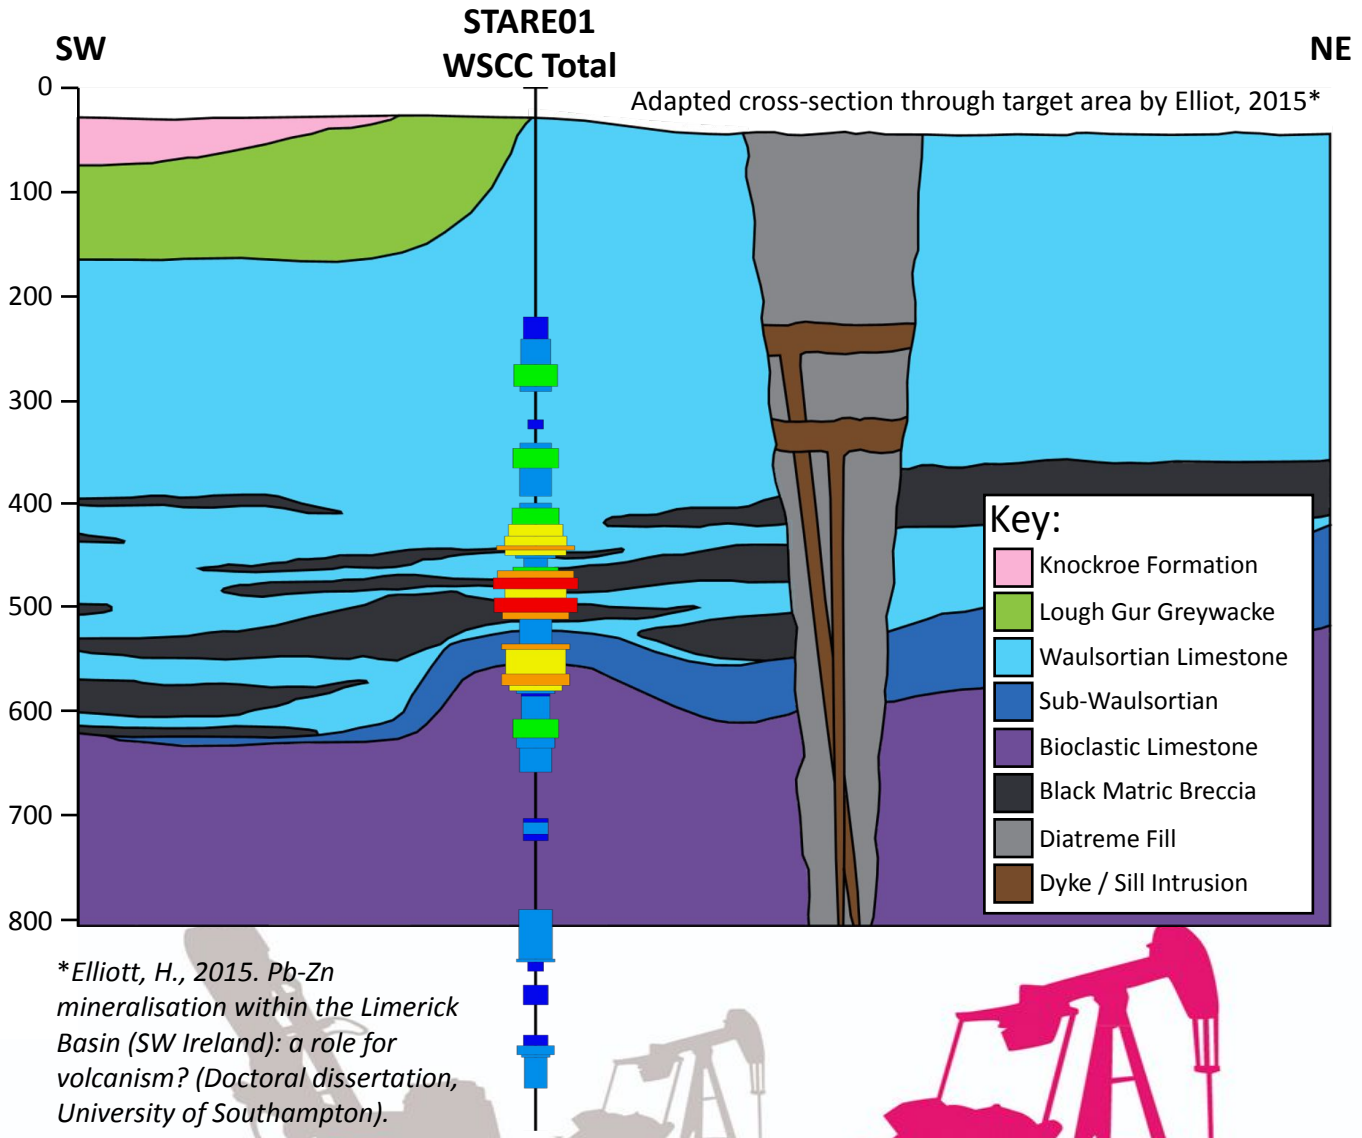 STARE01
WSCC Total
SW
NE
Adapted cross-section through target area by Elliot, 2015*
0
100
200
300
400
500
600
700
800
Key:
Knockroe Formation
Lough Gur Greywacke
Waulsortian Limestone
Sub-Waulsortian
Bioclastic Limestone
Black Matric Breccia
Diatreme Fill
Dyke / Sill Intrusion
*Elliott, H., 2015. Pb-Zn
mineralisation within the Limerick
Basin (SW Ireland): a role for
volcanism? (Doctoral dissertation,
University of Southampton).